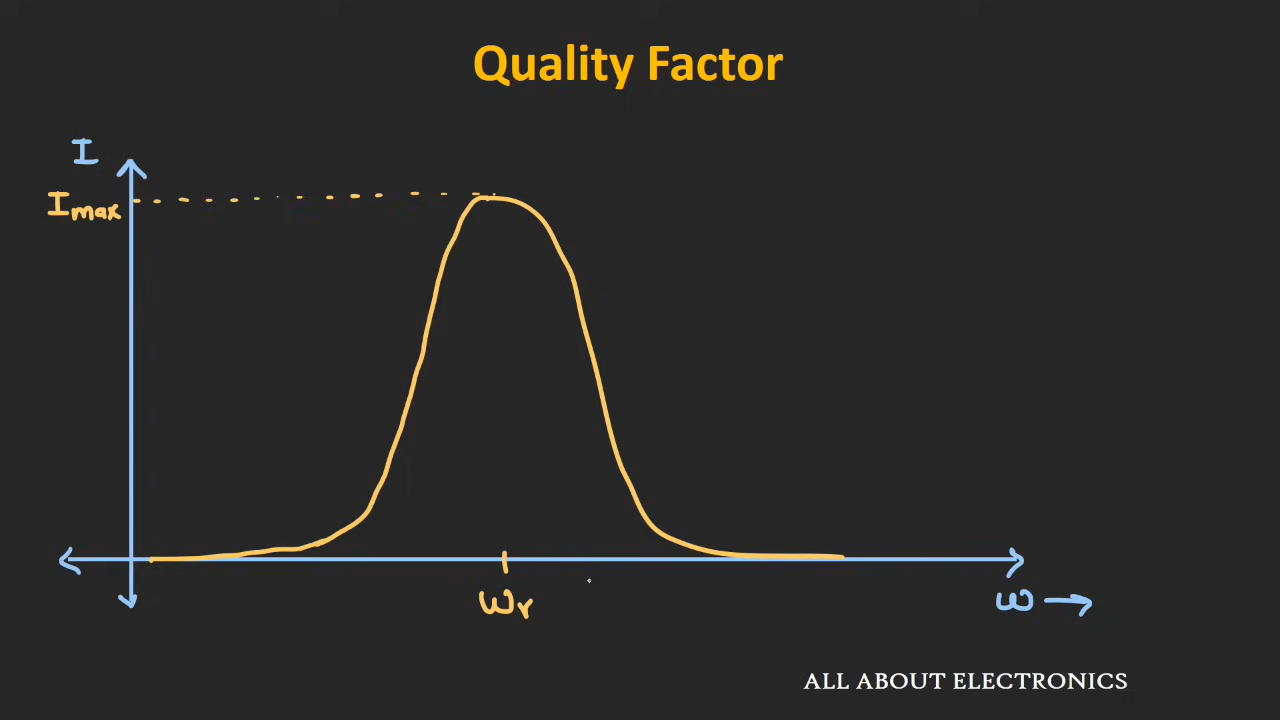 Quality Factor
I
Imax
ωr
ω
ALL ABOUT ELECTRONICS